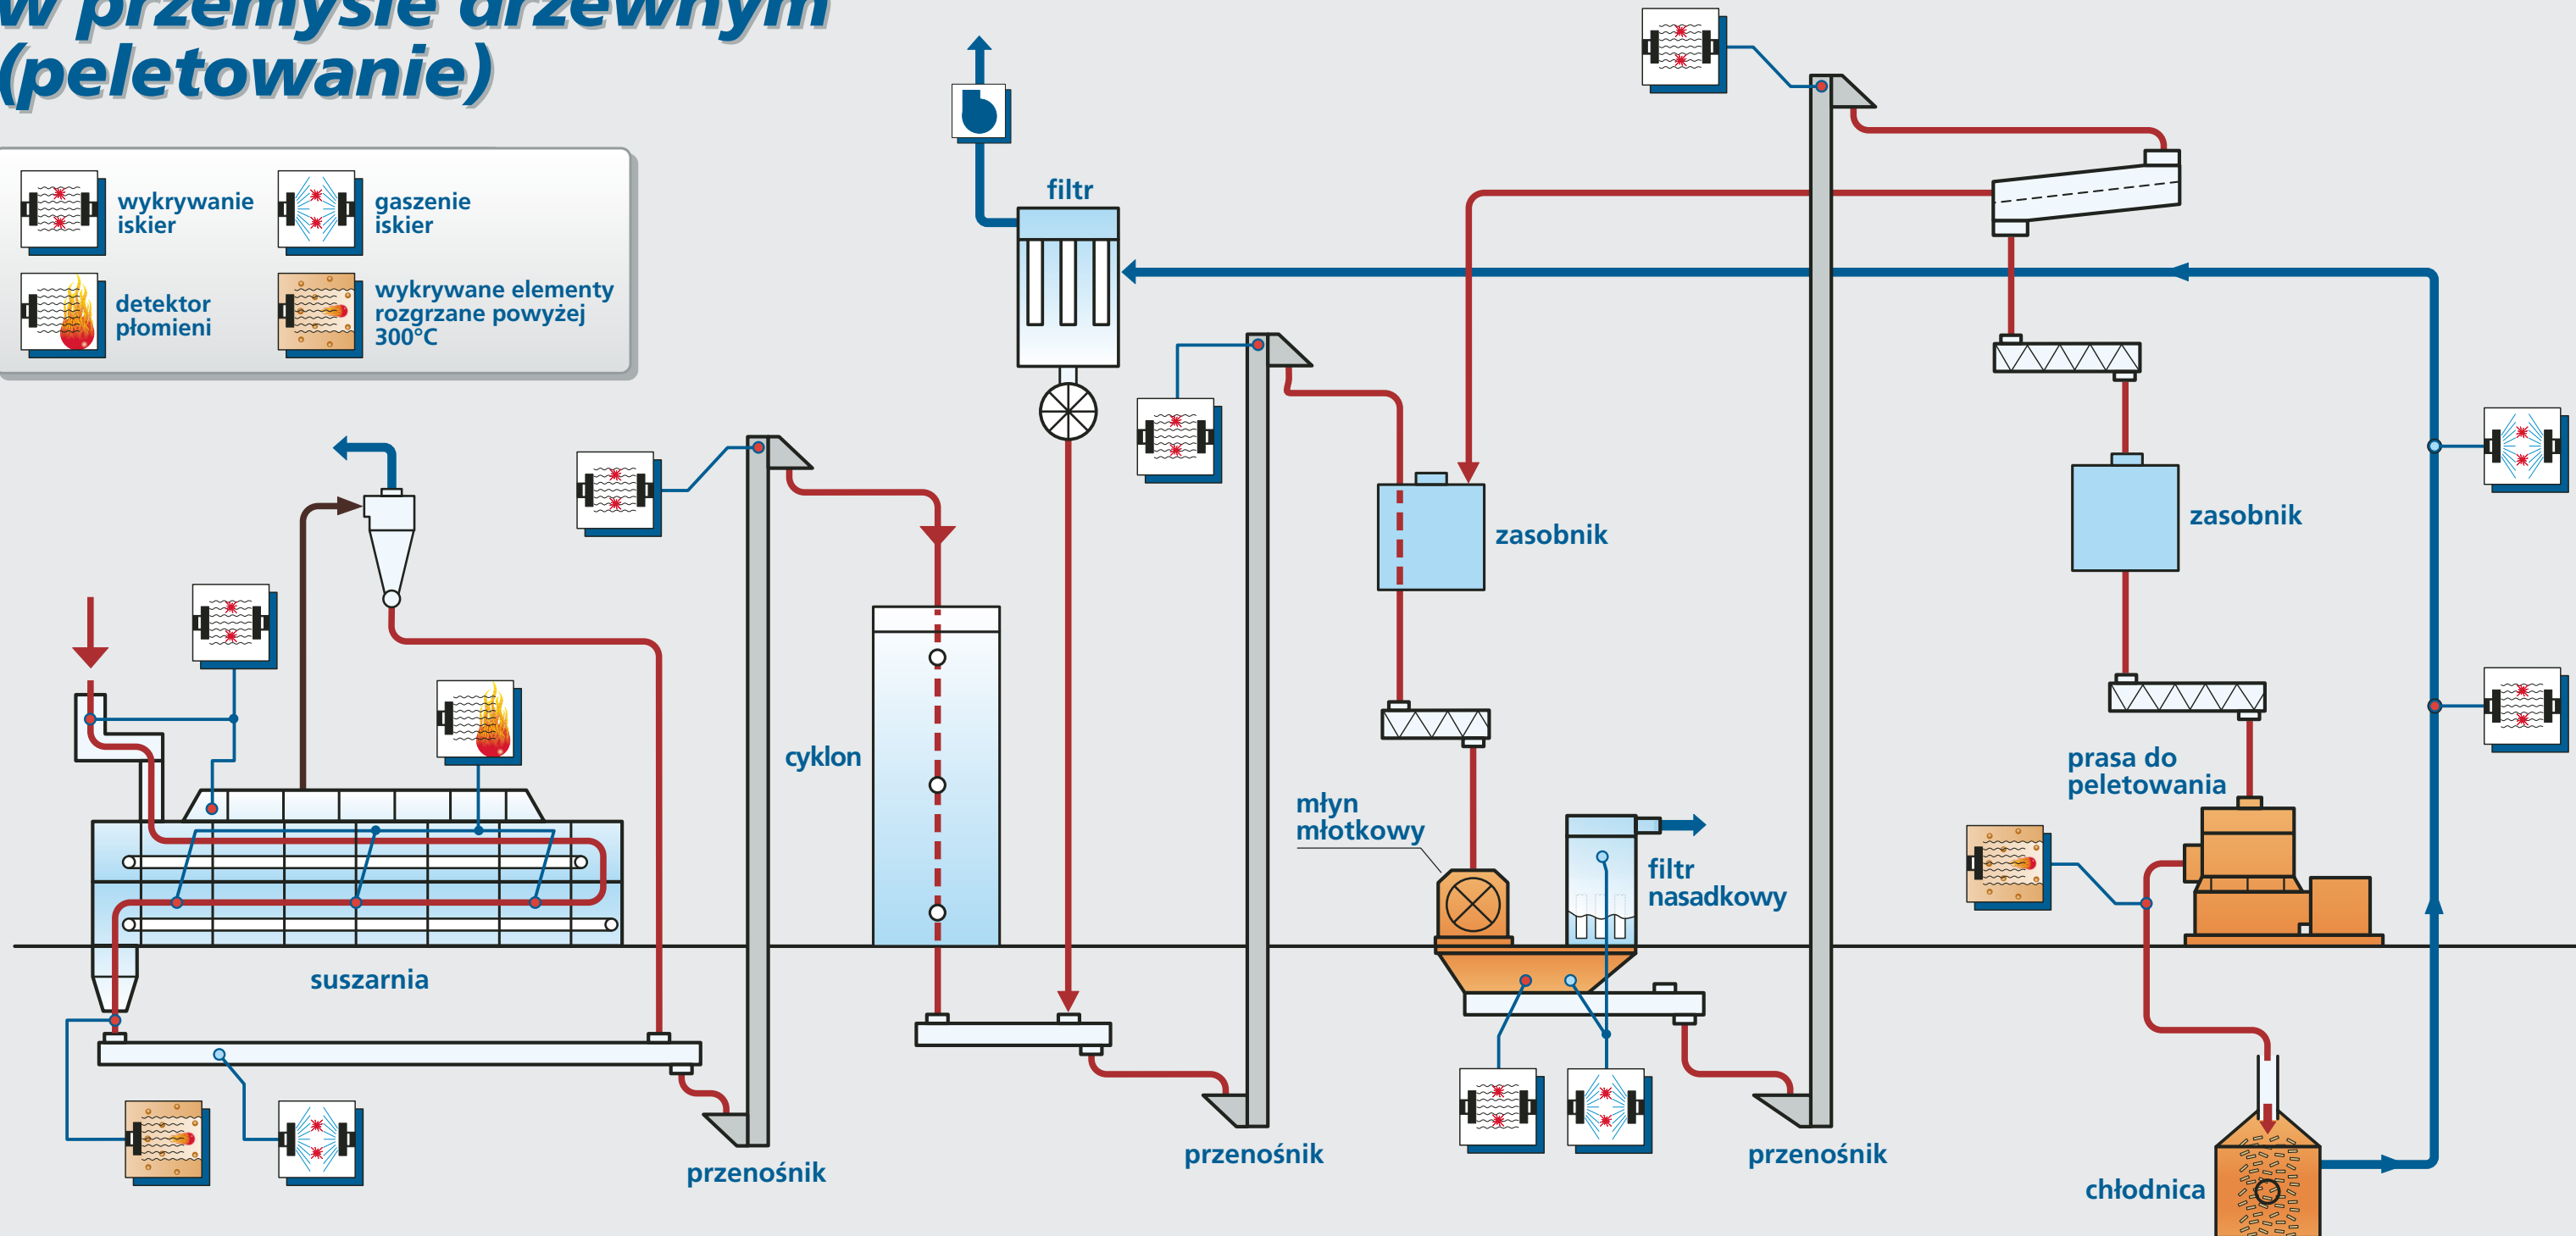 w przemyśle drzewnym
(peletowanie)
wykrywanie
iskier
gaszenie
iskier
detektor
płomieni
wykrywane elementy
rozgrzane powyżej
300°C
filtr
zasobnik
zasobnik
cyklon
młyn
młotkowy
prasa do
peletowania
filtr
nasadkowy
suszarnia
przenośnik
przenośnik
przenośnik
chłodnica